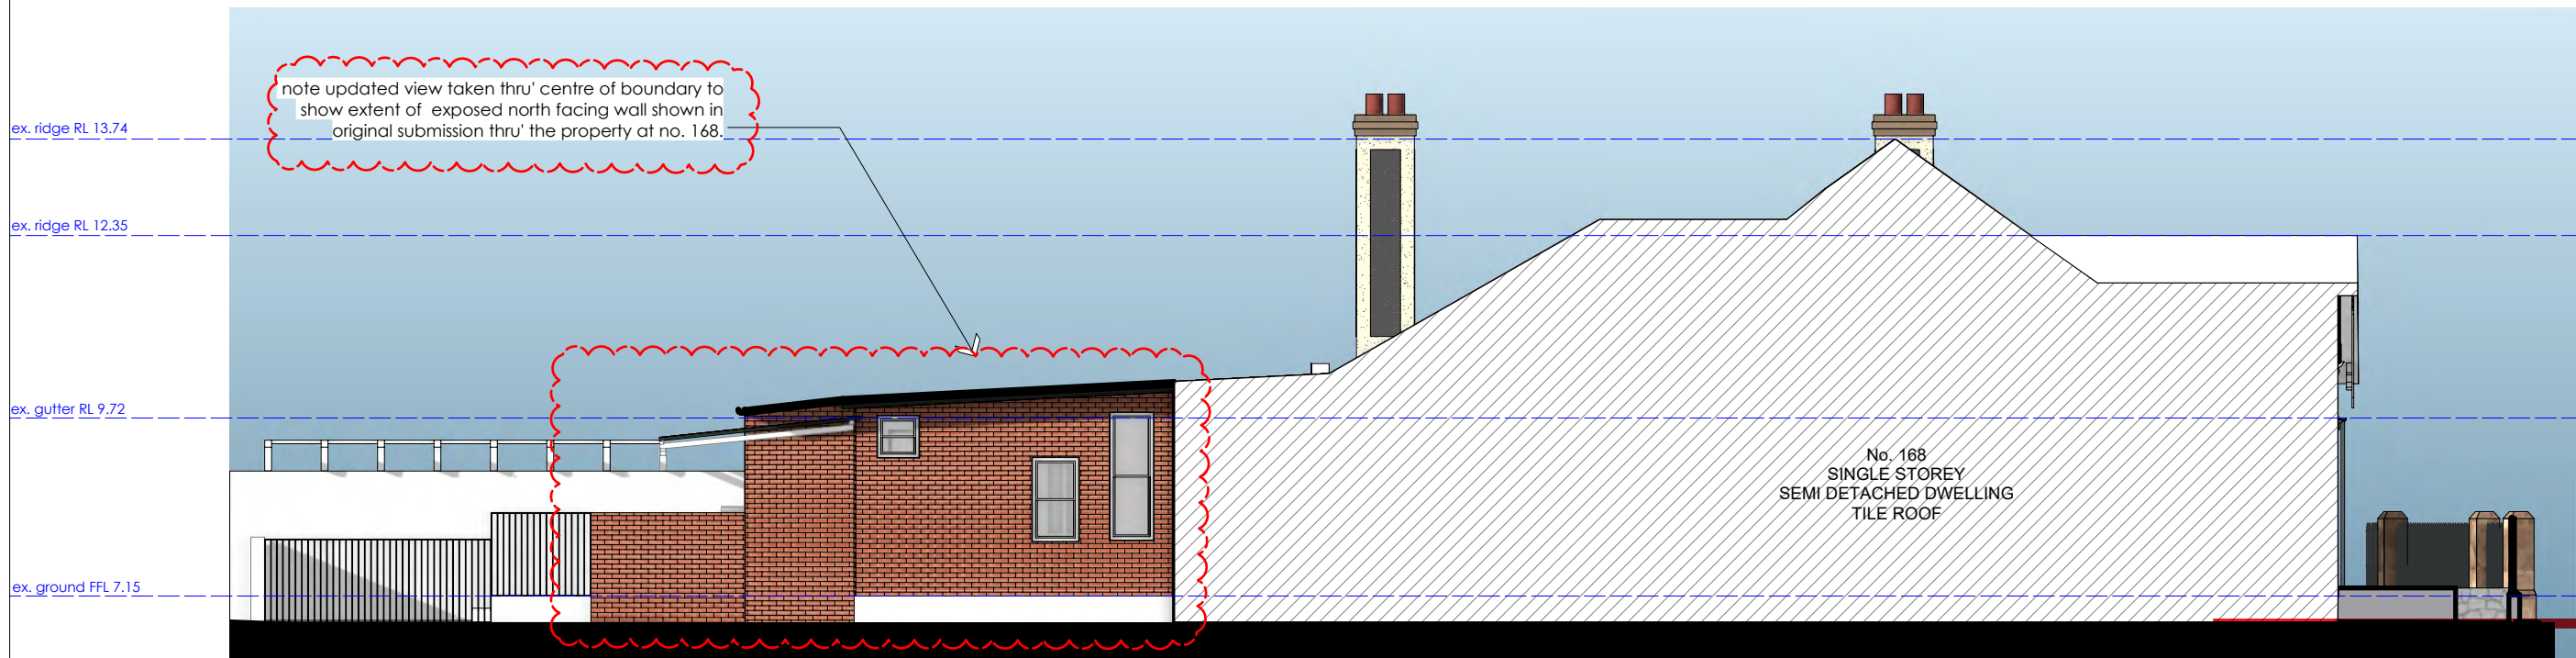 note updated view taken thru' centre of boundary to
show extent of exposed north facing wall shown in
original submission thru' the property at no. 168.
ex. ridge RL 13.74
ex. ridge RL 12.35
ex. gutter RL 9.72
No. 168
SINGLE STOREY
SEMI DETACHED DWELLING
TILE ROOF
ex. ground FFL 7.15